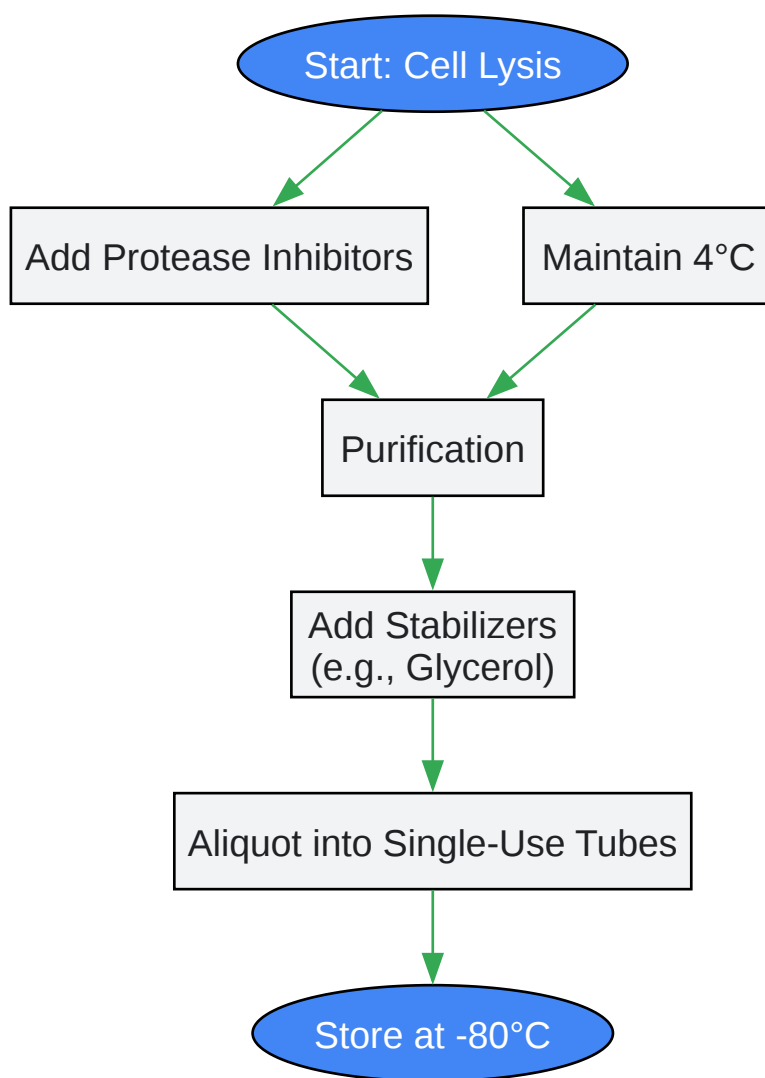 Start: Cell Lysis
Add Protease Inhibitors
Maintain 4°C
Purification
Add Stabilizers
(e.g., Glycerol)
Aliquot into Single-Use Tubes
Store at -80°C